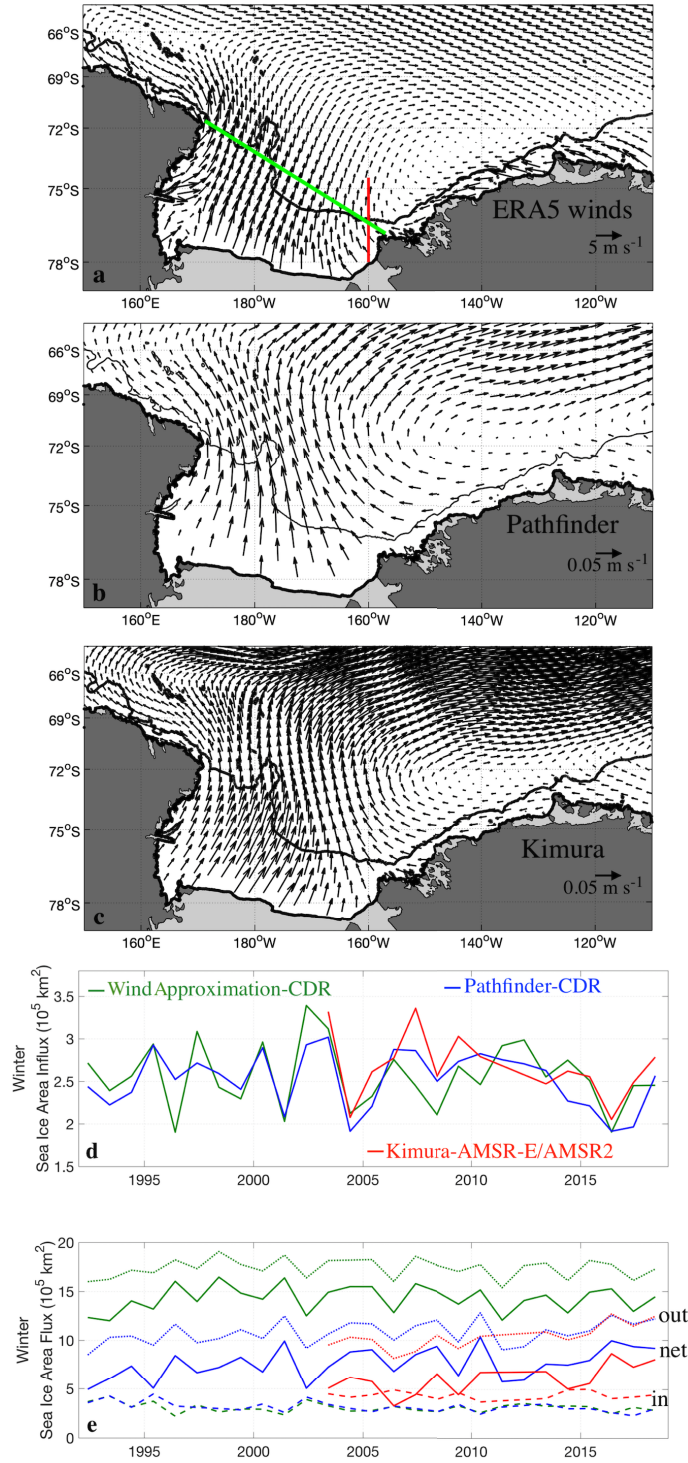 66°S
69°S
72°S
75°S
78°S
ERA5 winds
5 m s-1
a
160°E 180°W 160°W 140°W 120°W
66°S
69°S
72°S
75°S
78°S
Pathfinder
0.05 m s-1
b
160°E 180°W 160°W 140°W 120°W
66°S
69°S
72°S
75°S
78°S
Kimura
0.05 m s-1
c
160°E 180°W 160°W 140°W 120°W
Winter
Sea Ice Area Influx (10⁵ km²)
3.5
3
2.5
2
1.5
Wind Approximation-CDR
Pathfinder-CDR
Kimura-AMSR-E/AMSR2
d
1995 2000 2005 2010 2015
Winter
Sea Ice Area Flux (10⁵ km²)
20
15
10
5
0
out
net
in
e
1995 2000 2005 2010 2015